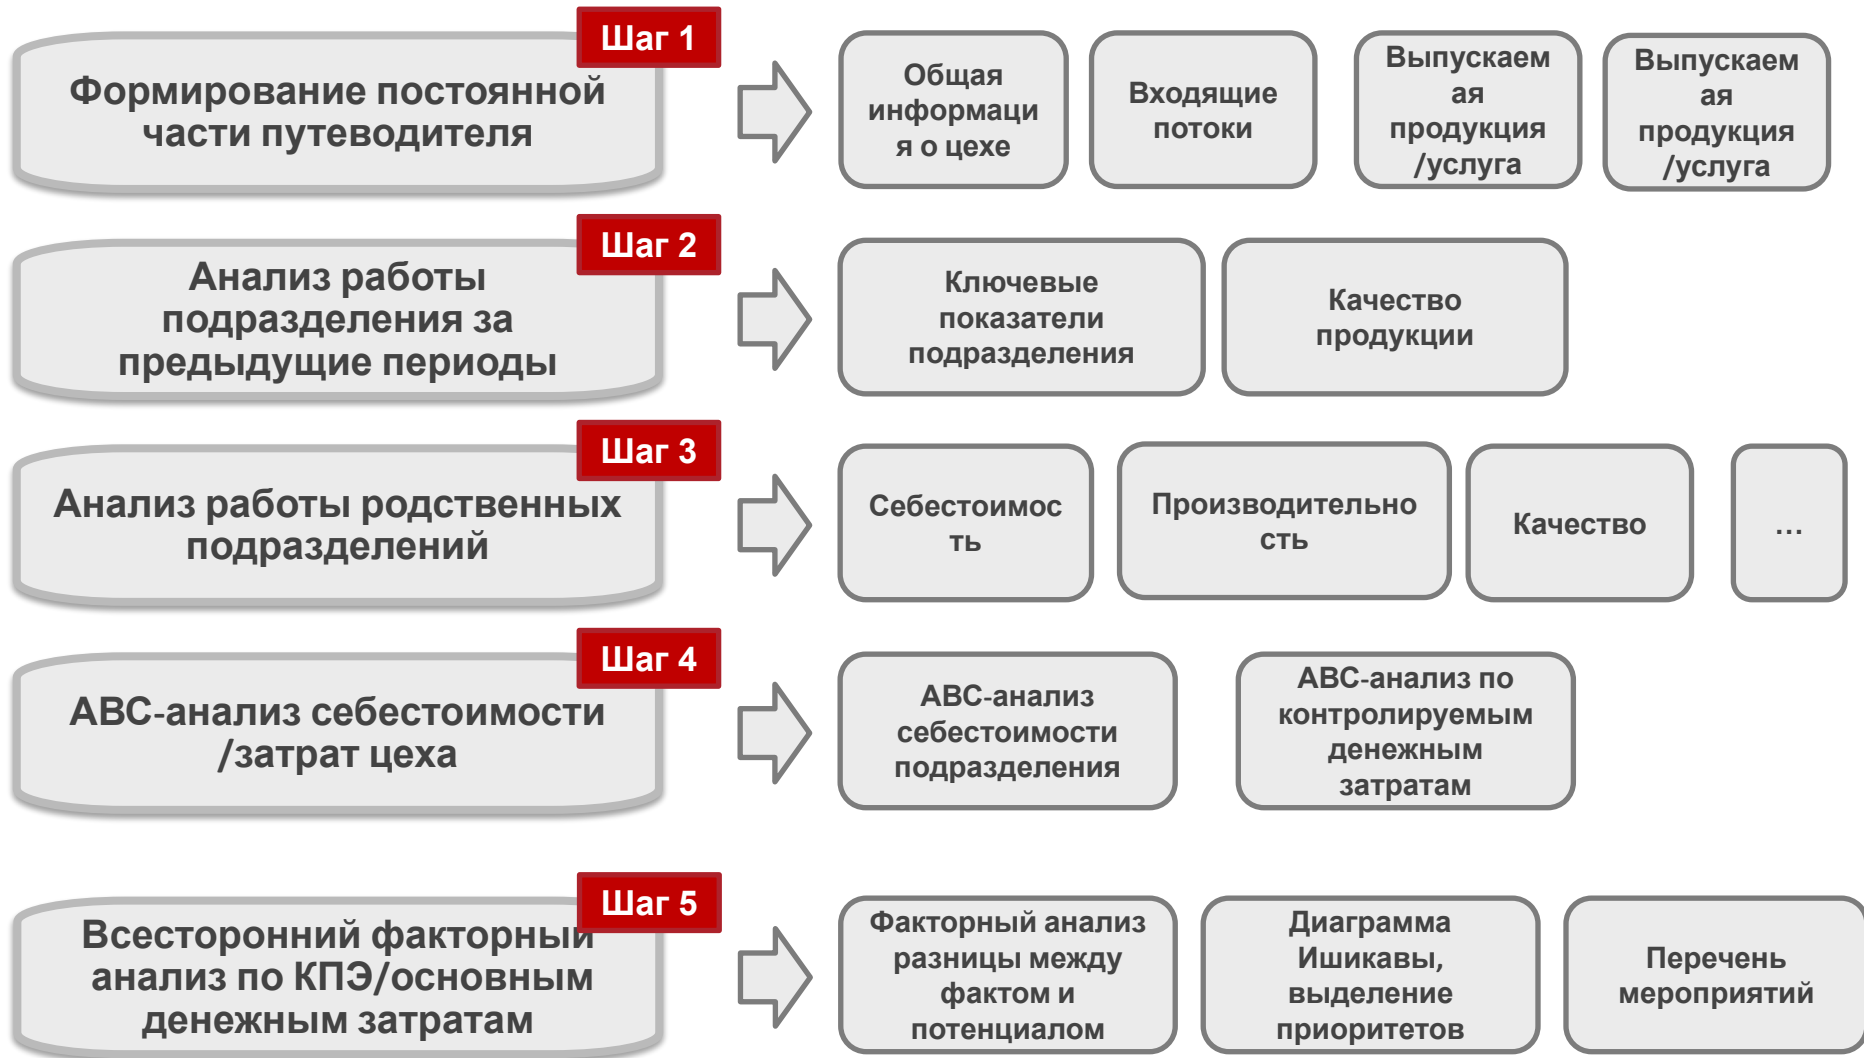 Шаг 1
Формирование постоянной
части путеводителя
Общая
информаци
я о цехе
Входящие
потоки
Выпускаем
ая
продукция
/услуга
Выпускаем
ая
продукция
/услуга
Шаг 2
Анализ работы
подразделения за
предыдущие периоды
Ключевые
показатели
подразделения
Качество
продукции
Шаг 3
Анализ работы родственных
подразделений
Себестоимос
ть
Производительно
сть
Качество
...
Шаг 4
АВС-анализ себестоимости
/затрат цеха
АВС-анализ
себестоимости
подразделения
АВС-анализ по
контролируемым
денежным
затратам
Шаг 5
Всесторонний факторный
анализ по КПЭ/основным
денежным затратам
Факторный анализ
разницы между
фактом и
потенциалом
Диаграмма
Ишикавы,
выделение
приоритетов
Перечень
мероприятий